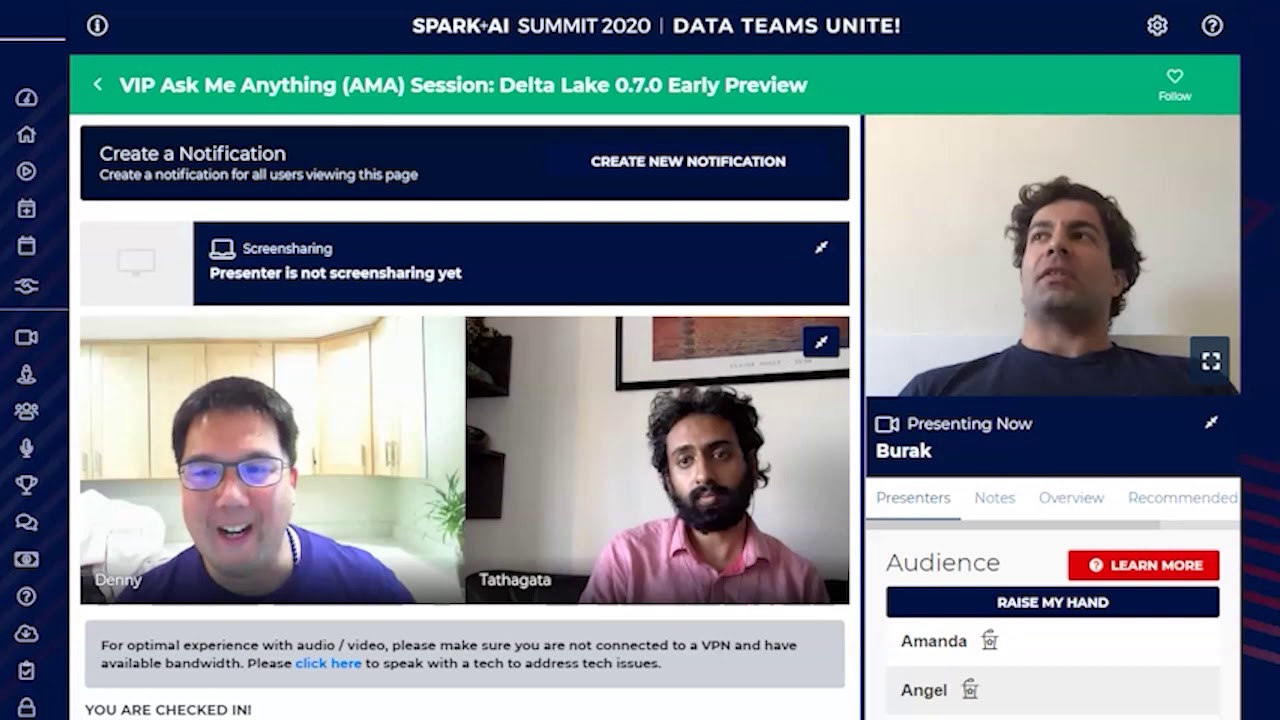 SPARK+AI SUMMIT 2020 | DATA TEAMS UNITE!
VIP Ask Me Anything (AMA) Session: Delta Lake 0.7.0 Early Preview
Follow
Create a Notification
Create a notification for all users viewing this page
CREATE NEW NOTIFICATION
Screensharing
Presenter is not screensharing yet
Denny
Tathagata
Presenting Now
Burak
Presenters Notes Overview Recommended
Audience
LEARN MORE
RAISE MY HAND
Amanda
Angel
For optimal experience with audio / video, please make sure you are not connected to a VPN and have
available bandwidth. Please click here to speak with a tech to address tech issues.
YOU ARE CHECKED IN!